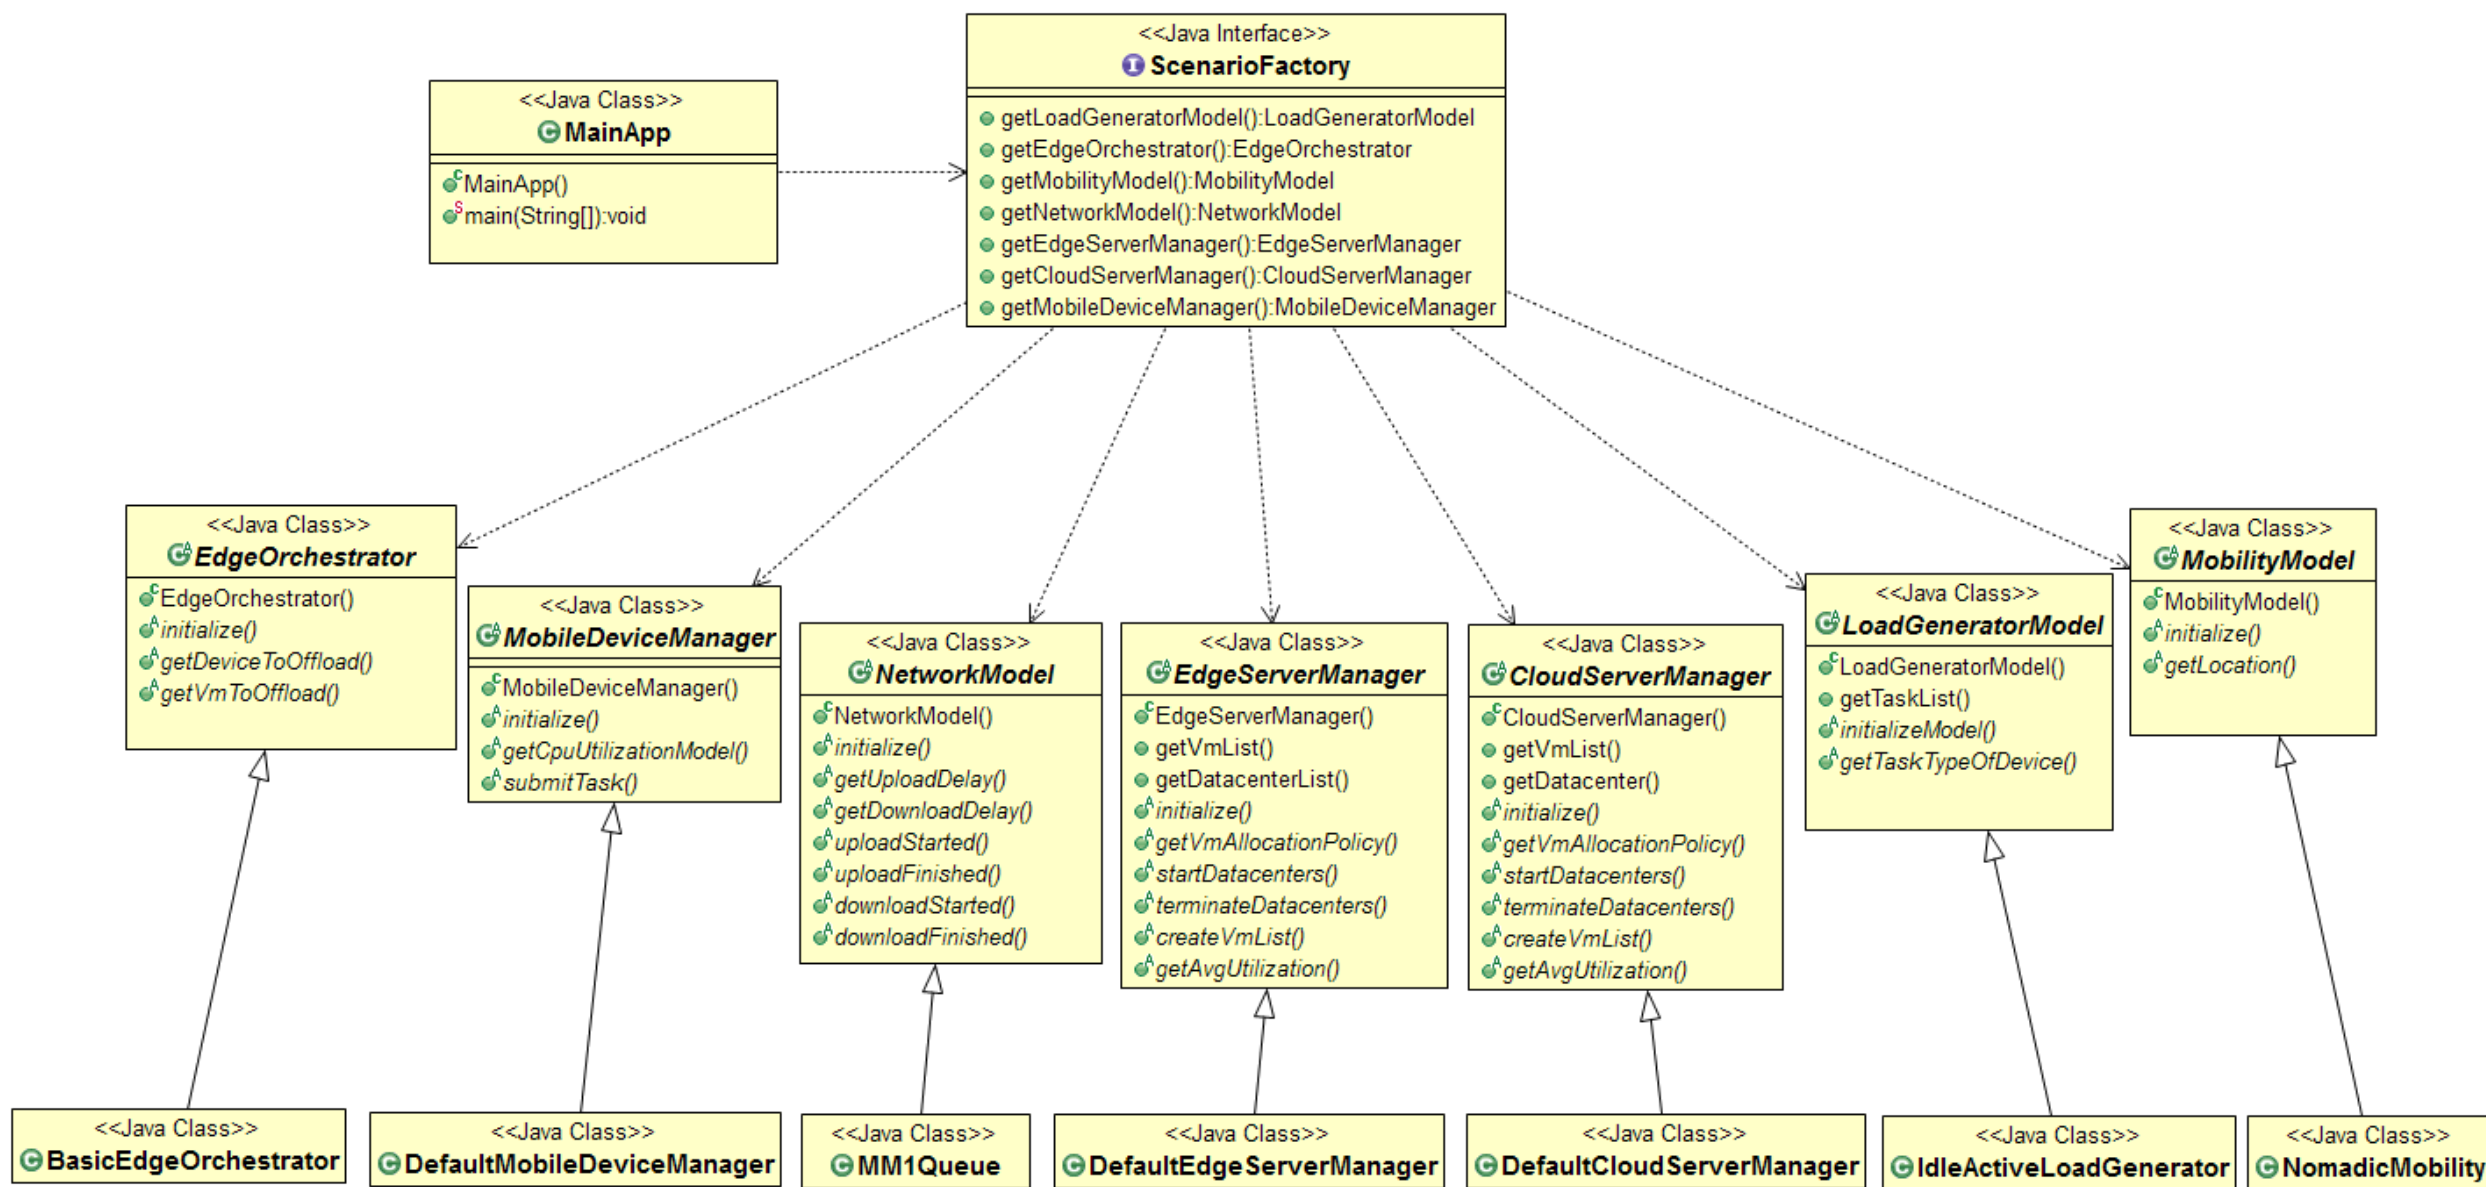 <<Java Interface>>
ScenarioFactory
getLoadGeneratorModel():LoadGeneratorModel
getEdgeOrchestrator():EdgeOrchestrator
getMobilityModel():MobilityModel
getNetworkModel():NetworkModel
getEdgeServerManager():EdgeServerManager
getCloudServerManager():CloudServerManager
getMobileDeviceManager():MobileDeviceManager
<<Java Class>>
MainApp
MainApp()
main(String[]):void
<<Java Class>>
EdgeOrchestrator
EdgeOrchestrator()
initialize()
getDeviceToOffload()
getVmToOffload()
<<Java Class>>
MobileDeviceManager
MobileDeviceManager()
initialize()
getCpuUtilizationModel()
submitTask()
<<Java Class>>
NetworkModel
NetworkModel()
initialize()
getUploadDelay()
getDownloadDelay()
uploadStarted()
uploadFinished()
downloadStarted()
downloadFinished()
<<Java Class>>
EdgeServerManager
EdgeServerManager()
getVmList()
getDatacenterList()
initialize()
getVmAllocationPolicy()
startDatacenters()
terminateDatacenters()
createVmList()
getAvgUtilization()
<<Java Class>>
CloudServerManager
CloudServerManager()
getVmList()
getDatacenter()
initialize()
getVmAllocationPolicy()
startDatacenters()
terminateDatacenters()
createVmList()
getAvgUtilization()
<<Java Class>>
LoadGeneratorModel
LoadGeneratorModel()
getTaskList()
initializeModel()
getTaskTypeOfDevice()
<<Java Class>>
MobilityModel
MobilityModel()
initialize()
getLocation()
<<Java Class>>
BasicEdgeOrchestrator
<<Java Class>>
DefaultMobileDeviceManager
<<Java Class>>
MM1Queue
<<Java Class>>
DefaultEdgeServerManager
<<Java Class>>
DefaultCloudServerManager
<<Java Class>>
IdleActiveLoadGenerator
<<Java Class>>
NomadicMobility